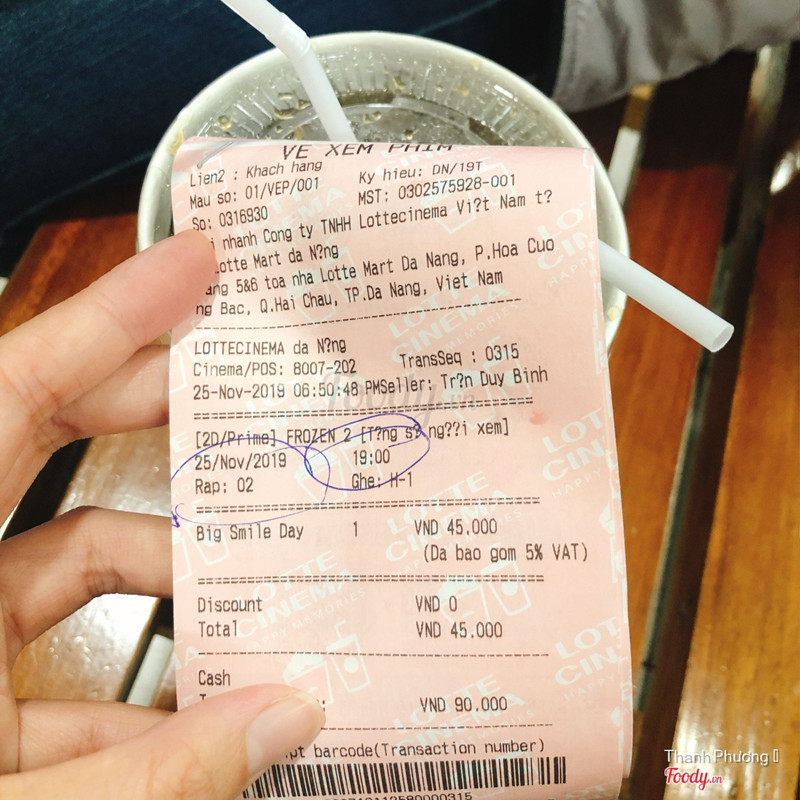 VE XEM PHIM
Lien2 : Khach hang
Mau so: 01/VEP/001 Ky hieu: DN/19T
So: 0316930 MST: 0302575928-001
nhanh Cong ty TNHH Lottecinema Vi?t Nam t?
Lotte Mart da N?ng
ang 5&6 toa nha Lotte Mart Da Nang, P.Hoa Cuo
ng Bac, Q.Hai Chau, TP.Da Nang, Viet Nam
LOTTECINEMA da N?ng
Cinema/POS: 8007-202 TransSeq : 0315
25-Nov-2019 06:50:48 PMSeller: Tr?n Duy Binh
[2D/Prime] FROZEN 2 [T?ng s? ng??i xem]
25/Nov/2019 19:00
Rap: 02 Ghe: H-1
Big Smile Day 1 VND 45.000
(Da bao gom 5% VAT)
Discount VND 0
Total VND 45.000
Cash
VND 90.000
pt barcode(Transaction number)
LOTTE CINEMA
HAPPY MEMORIES
Foody.vn
Thanh Phương
Foody.vn